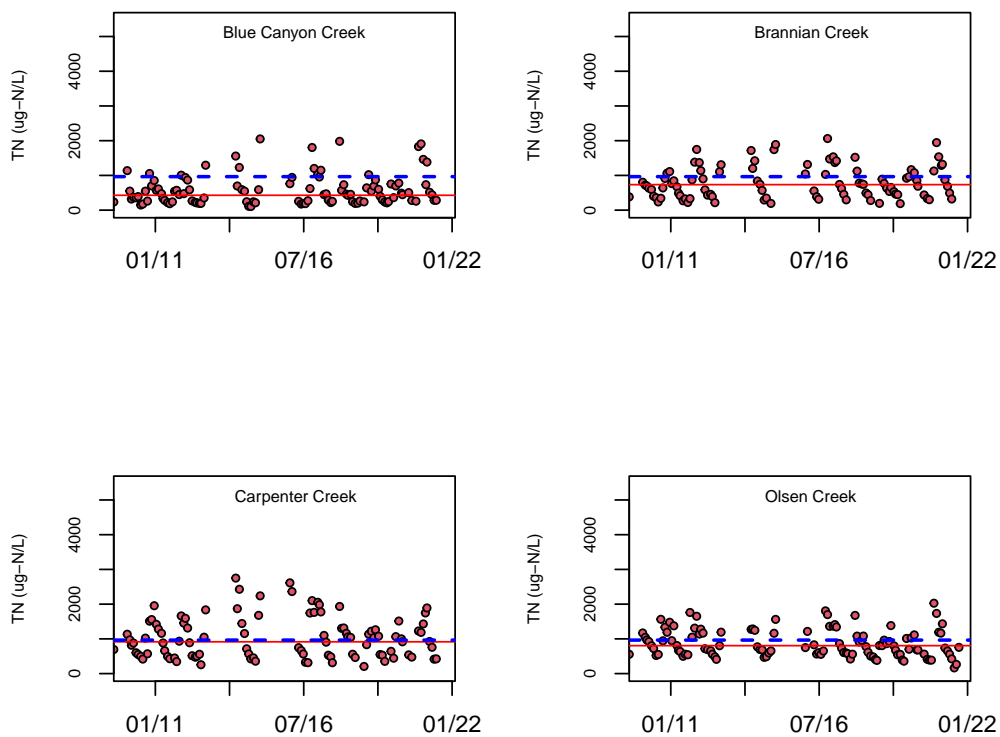 Blue Canyon Creek
TN (ug−N/L)
4000
2000
0
01/11 07/16 01/22
Brannian Creek
TN (ug−N/L)
4000
2000
0
01/11 07/16 01/22
Carpenter Creek
TN (ug−N/L)
4000
2000
0
01/11 07/16 01/22
Olsen Creek
TN (ug−N/L)
4000
2000
0
01/11 07/16 01/22